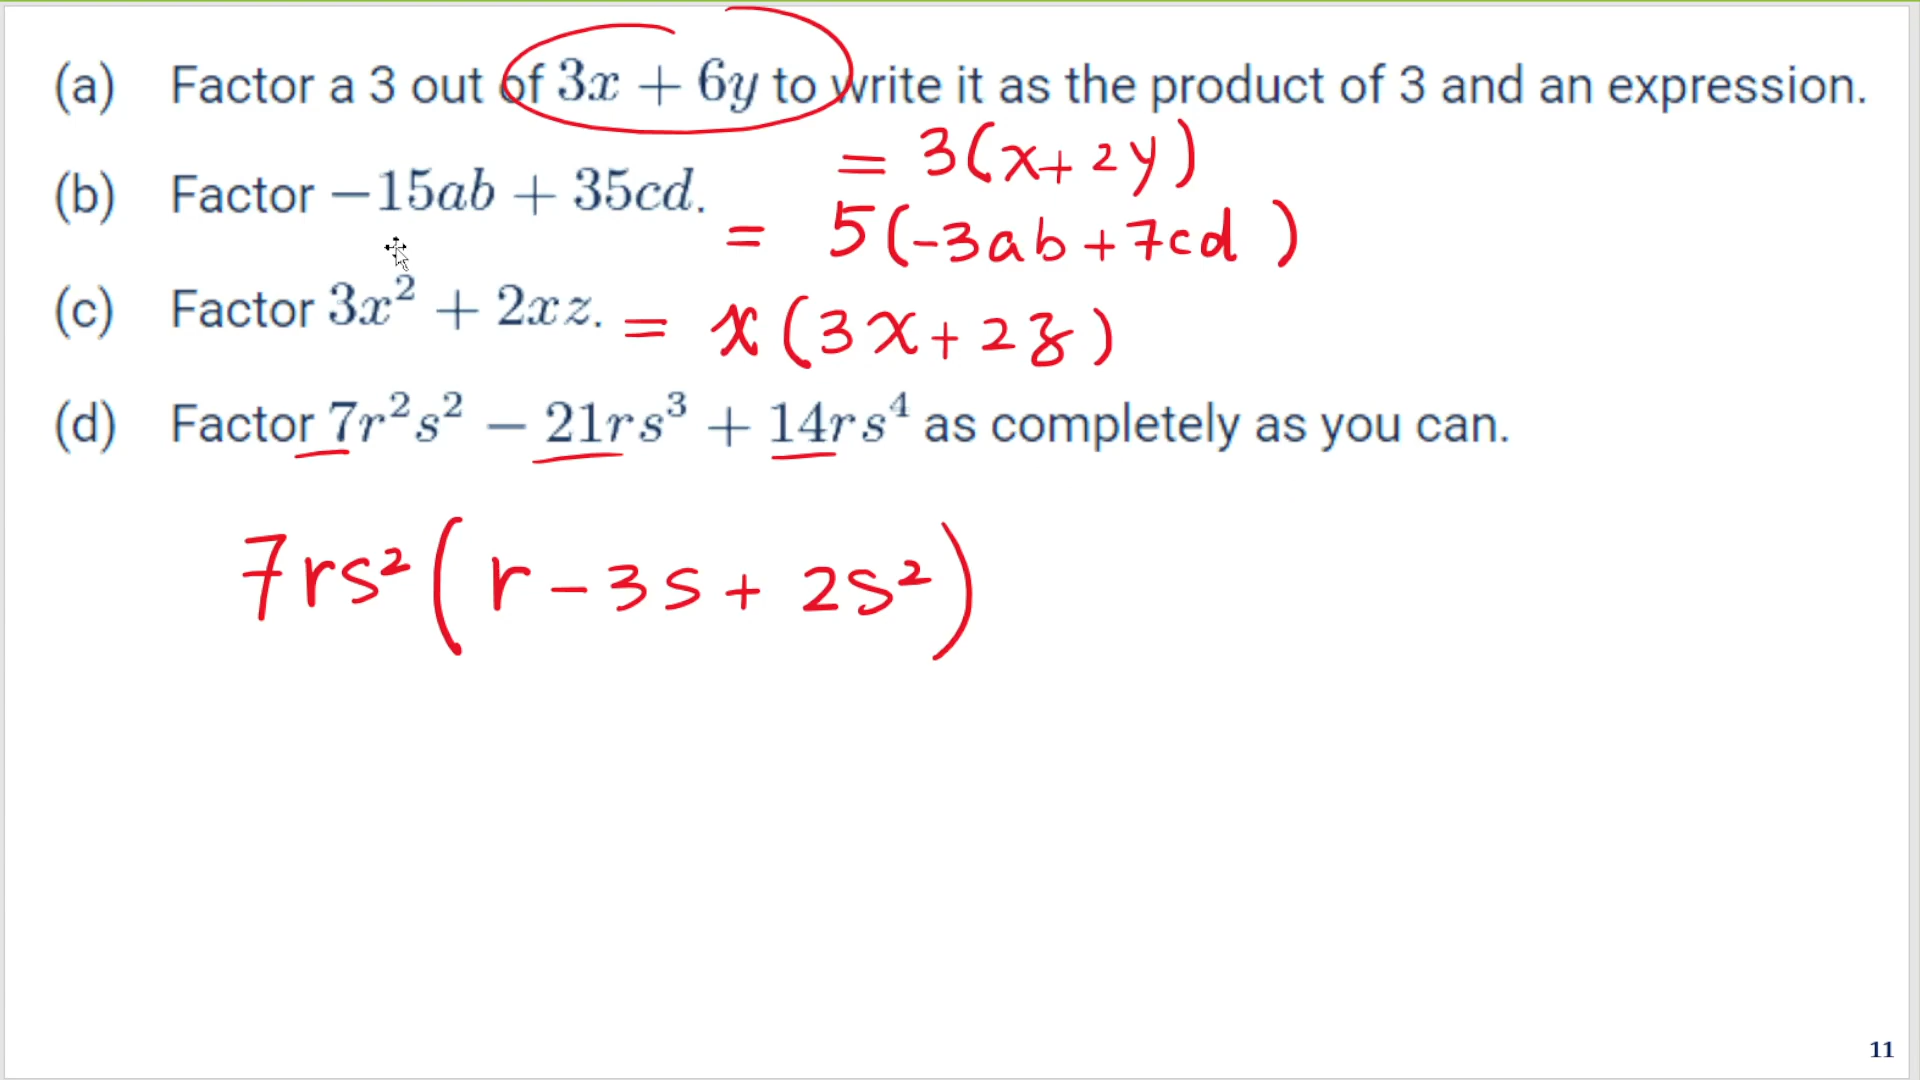 (a) Factor a 3 out of 3x + 6y to write it as the product of 3 and an expression.
= 3(x+2y)
(b) Factor −15ab + 35cd.
= 5(-3ab+7cd)
(c) Factor 3x² + 2xz. = x(3x+2z)
(d) Factor 7r²s² − 21rs³ + 14rs⁴ as completely as you can.
7rs²(r-3s+2s²)
11